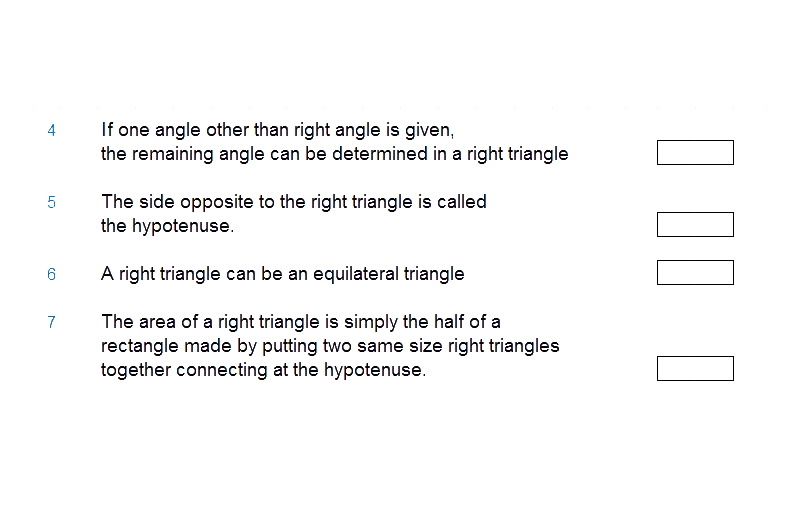 4 If one angle other than right angle is given,
the remaining angle can be determined in a right triangle
5 The side opposite to the right triangle is called
the hypotenuse.
6 A right triangle can be an equilateral triangle
7 The area of a right triangle is simply the half of a
rectangle made by putting two same size right triangles
together connecting at the hypotenuse.